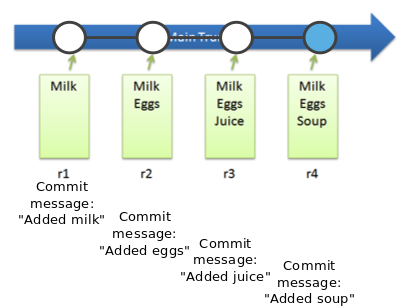 Main Tru
Milk
Milk
Eggs
Milk
Eggs
Juice
Milk
Eggs
Soup
r1
r2
r3
r4
Commit
message:
"Added milk"
Commit
message:
"Added eggs"
Commit
message:
"Added juice"
Commit
message:
"Added soup"